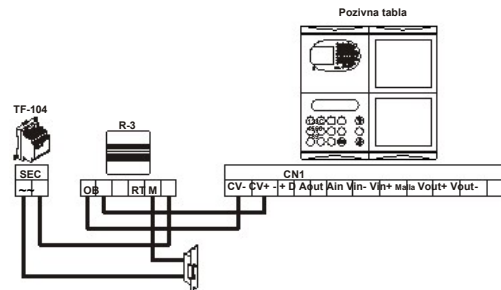 Pozivna tabla
TF-104
R-3
SEC
~ ~
OB RT M
CN1
CV- CV+ - + D Aout Ain Vin- Vin+ Malla Vout+ Vout-